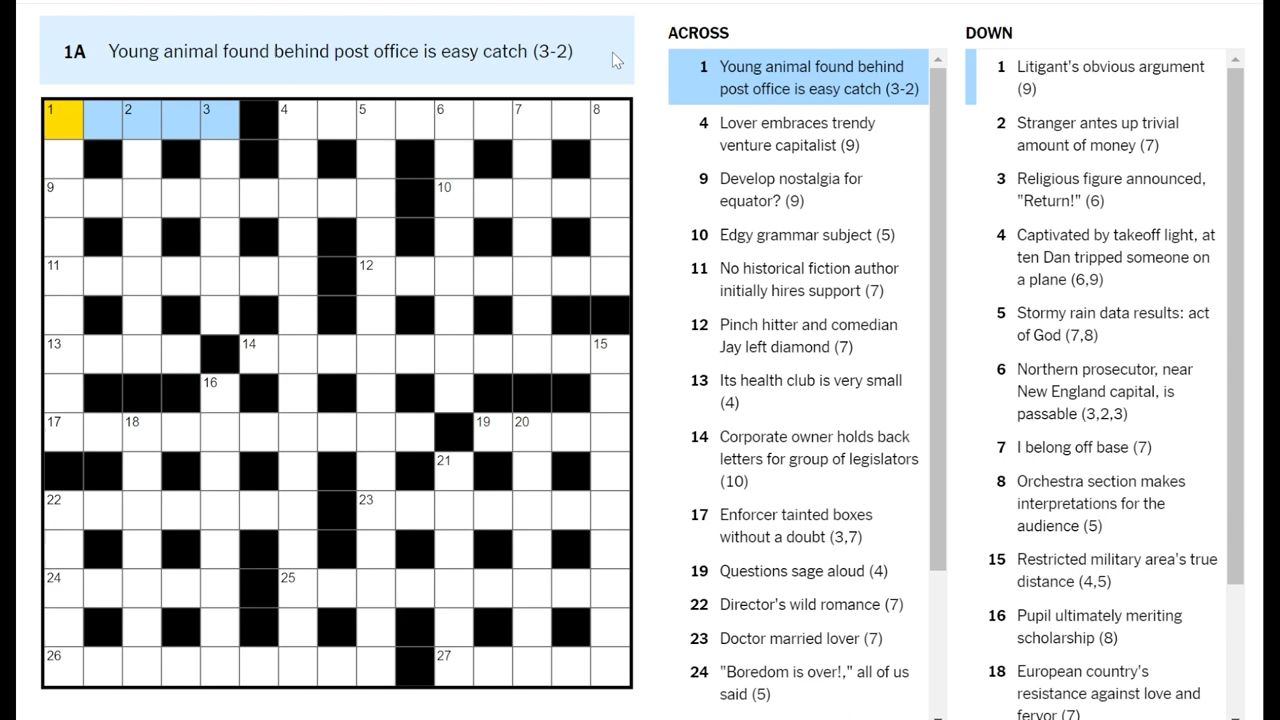 1A Young animal found behind post office is easy catch (3-2)
1 2 3 4 5 6 7 8
9 10
11 12
13 14 15
16
17 18 19 20
21
22 23
24 25
26 27
ACROSS
1 Young animal found behind
post office is easy catch (3-2)
4 Lover embraces trendy
venture capitalist (9)
9 Develop nostalgia for
equator? (9)
10 Edgy grammar subject (5)
11 No historical fiction author
initially hires support (7)
12 Pinch hitter and comedian
Jay left diamond (7)
13 Its health club is very small
(4)
14 Corporate owner holds back
letters for group of legislators
(10)
17 Enforcer tainted boxes
without a doubt (3,7)
19 Questions sage aloud (4)
22 Director's wild romance (7)
23 Doctor married lover (7)
24 "Boredom is over!," all of us
said (5)
DOWN
1 Litigant's obvious argument
(9)
2 Stranger antes up trivial
amount of money (7)
3 Religious figure announced,
"Return!" (6)
4 Captivated by takeoff light, at
ten Dan tripped someone on
a plane (6,9)
5 Stormy rain data results: act
of God (7,8)
6 Northern prosecutor, near
New England capital, is
passable (3,2,3)
7 I belong off base (7)
8 Orchestra section makes
interpretations for the
audience (5)
15 Restricted military area's true
distance (4,5)
16 Pupil ultimately meriting
scholarship (8)
18 European country's
resistance against love and
fervor (7)